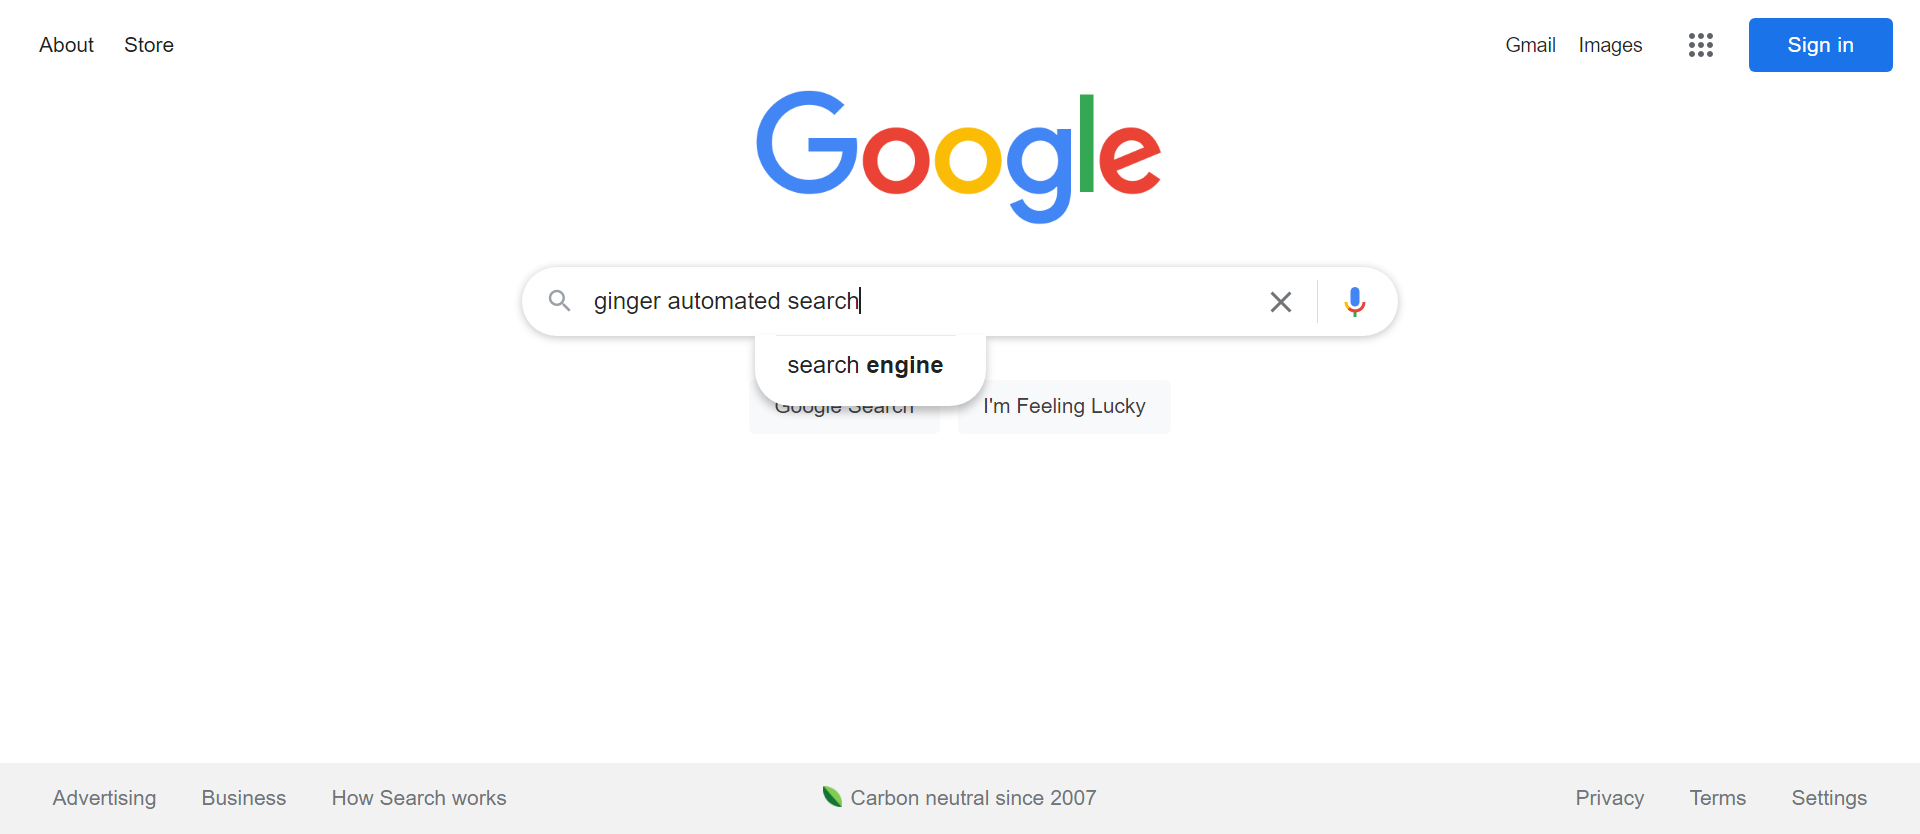 About Store Gmail Images Sign in
Google
ginger automated search
search engine
Google Search I'm Feeling Lucky
Advertising Business How Search works Carbon neutral since 2007 Privacy Terms Settings